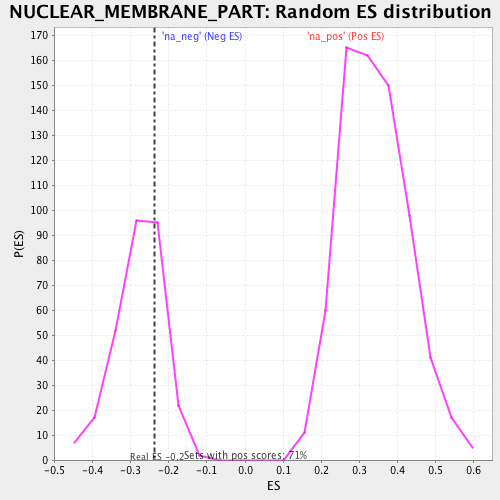 NUCLEAR_MEMBRANE_PART: Random ES distribution
'na_neg' (Neg ES)
'na_pos' (Pos ES)
170
160
150
140
130
120
110
100
90
80
70
60
50
40
30
20
10
0
P(ES)
Real ES -0.2
Sets with pos scores: 71%
-0.5 -0.4 -0.3 -0.2 -0.1 0.0 0.1 0.2 0.3 0.4 0.5 0.6
ES